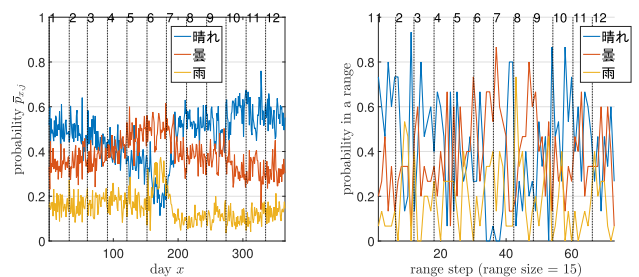 1 2 3 4 5 6 7 8 9 10 11 12
晴れ
曇
雨
1
0.8
0.6
0.4
0.2
0
100 200 300
probability p̄x,j
day x
11 2 3 4 5 6 7 8 9 10 11 12
晴れ
曇
雨
0.8
0.6
0.4
0.2
0
20 40 60
probability in a range
range step (range size = 15)